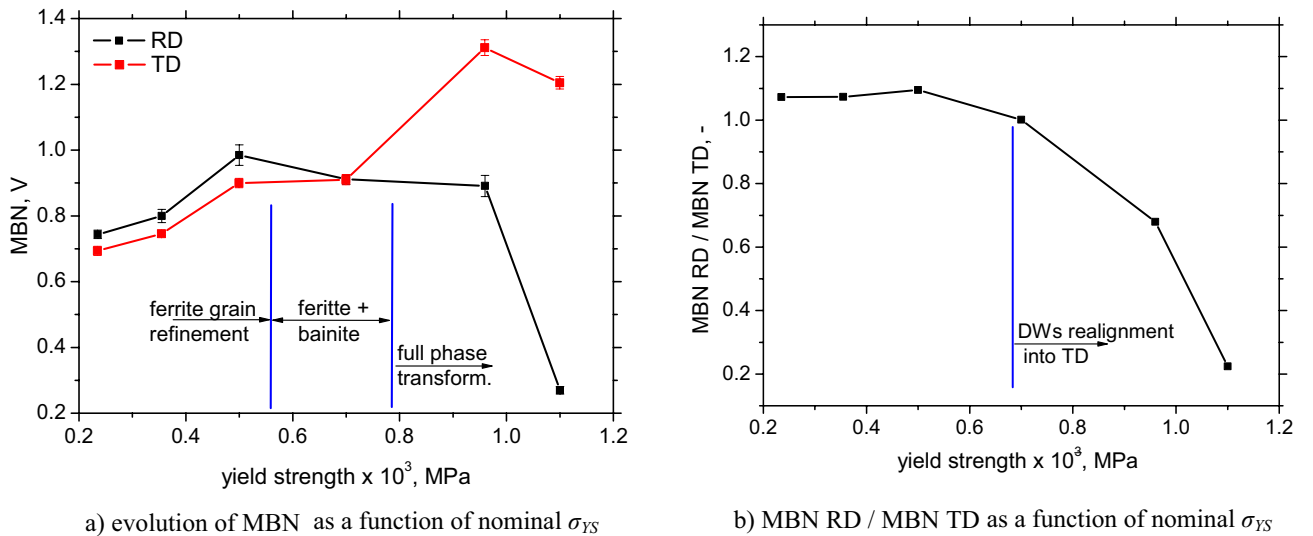 RD
TD
MBN, V
1.4
1.2
1.0
0.8
0.6
0.4
0.2
ferrite grain
refinement
feritte +
bainite
full phase
transform.
0.2 0.4 0.6 0.8 1.0 1.2
yield strength x 10³, MPa
a) evolution of MBN as a function of nominal σYS
MBN RD / MBN TD, -
1.2
1.0
0.8
0.6
0.4
0.2
DWs realignment
into TD
0.2 0.4 0.6 0.8 1.0 1.2
yield strength x 10³, MPa
b) MBN RD / MBN TD as a function of nominal σYS